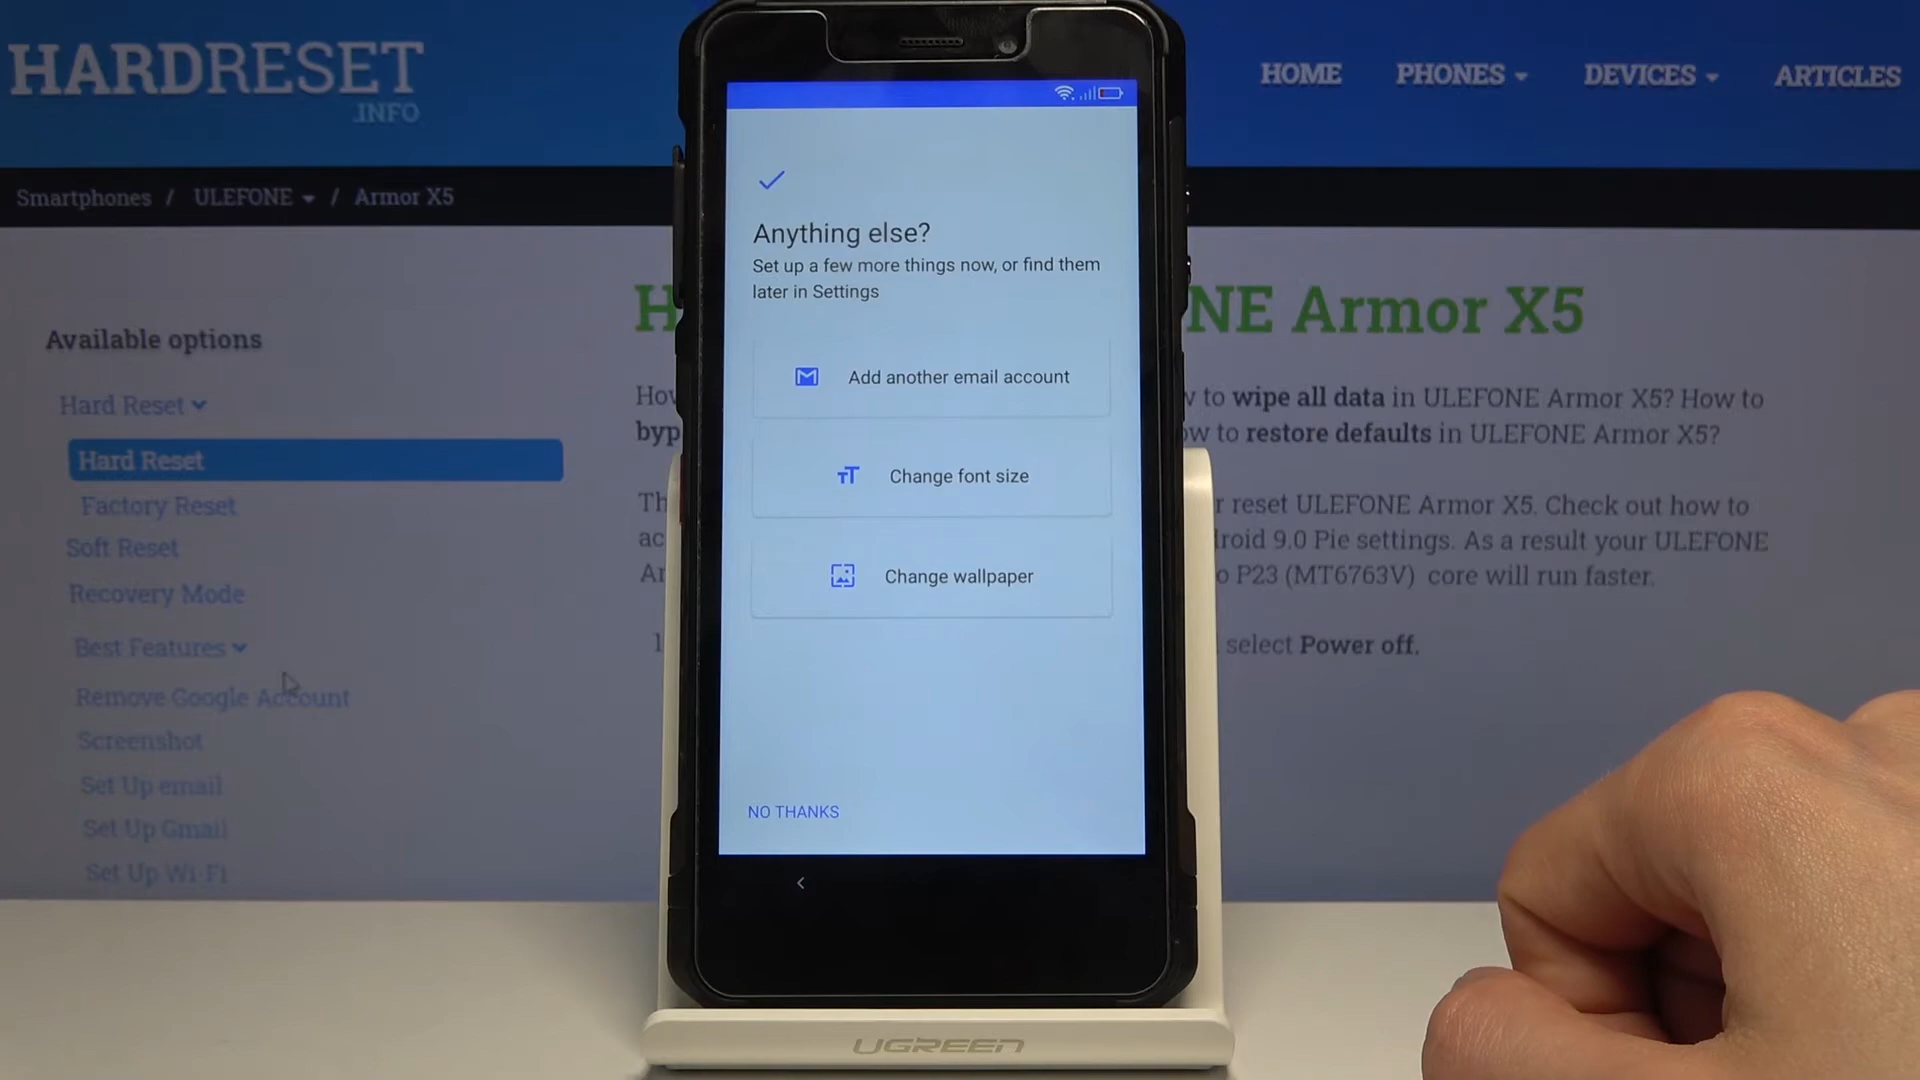 HARDRESET
.INFO
HOME PHONES DEVICES ARTICLES
Smartphones / ULEFONE / Armor X5
Available options
Hard Reset
Hard Reset
Factory Reset
Soft Reset
Recovery Mode
Best Features
Remove Google Account
Screenshot
Set Up email
Set Up Gmail
Set Up Wi-Fi
Anything else?
Set up a few more things now, or find them
later in Settings
Add another email account
Change font size
Change wallpaper
NO THANKS
NE Armor X5
to wipe all data in ULEFONE Armor X5? How to
to restore defaults in ULEFONE Armor X5?
reset ULEFONE Armor X5. Check out how to
9.0 Pie settings. As a result your ULEFONE
P23 (MT6763V) core will run faster.
select Power off.
UGREEN